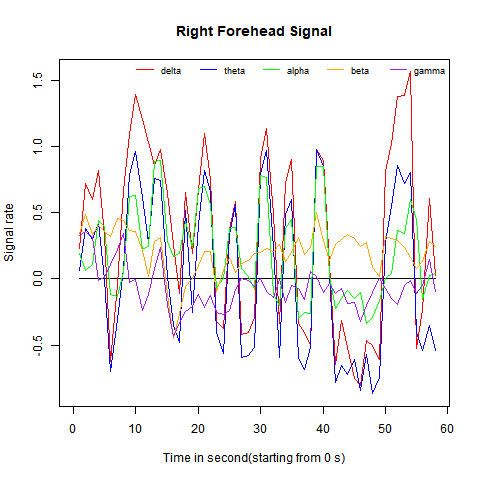 Right Forehead Signal
delta theta alpha beta gamma
Signal rate
1.5
1.0
0.5
0.0
-0.5
0 10 20 30 40 50 60
Time in second(starting from 0 s)